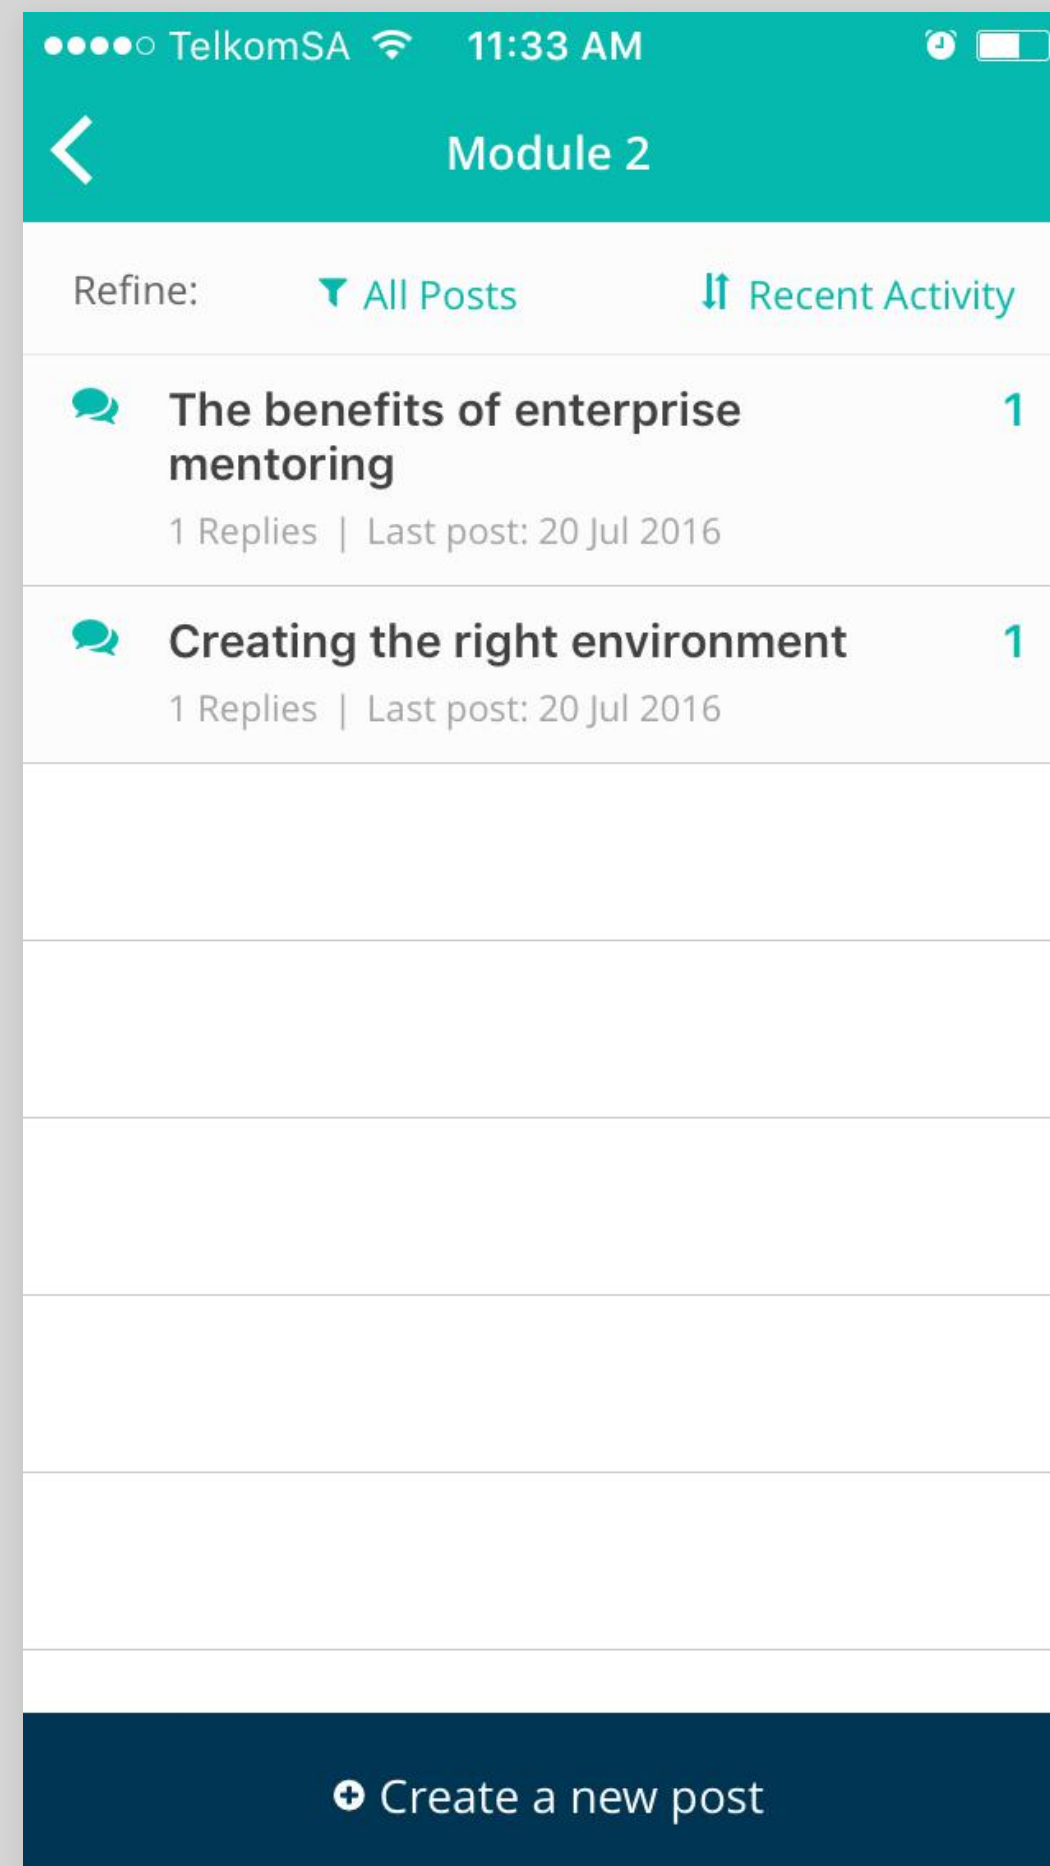 TelkomSA 11:33 AM
Module 2
Refine: All Posts Recent Activity
The benefits of enterprise 1
mentoring
1 Replies | Last post: 20 Jul 2016
Creating the right environment 1
1 Replies | Last post: 20 Jul 2016
Create a new post